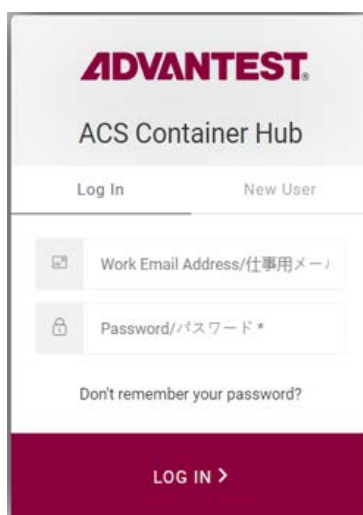 ADVANTEST®
ACS Container Hub
Log In New User
Work Email Address/仕事用メール
Password/パスワード *
Don't remember your password?
LOG IN >